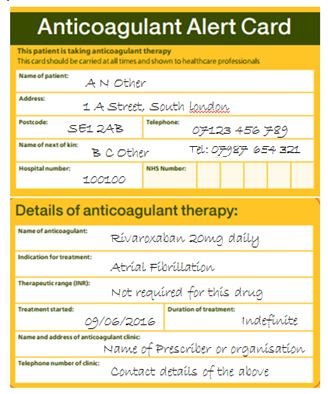 Anticoagulant Alert Card
This patient is taking anticoagulant therapy
This card should be carried at all times and shown to healthcare professionals
Name of patient:
A N Other
Address:
1 A Street, South london
Postcode: Telephone:
SE1 2AB 07123 456 789
Name of next of kin:
B C Other Tel: 07987 654 321
Hospital number: NHS Number:
100100
Details of anticoagulant therapy:
Name of anticoagulant:
Rivaroxaban 20mg daily
Indication for treatment:
Atrial Fibrillation
Therapeutic range (INR):
Not required for this drug
Treatment started: Duration of treatment:
09/06/2016 Indefinite
Name and address of anticoagulant clinic:
Name of Prescriber or organisation
Telephone number of clinic:
Contact details of the above